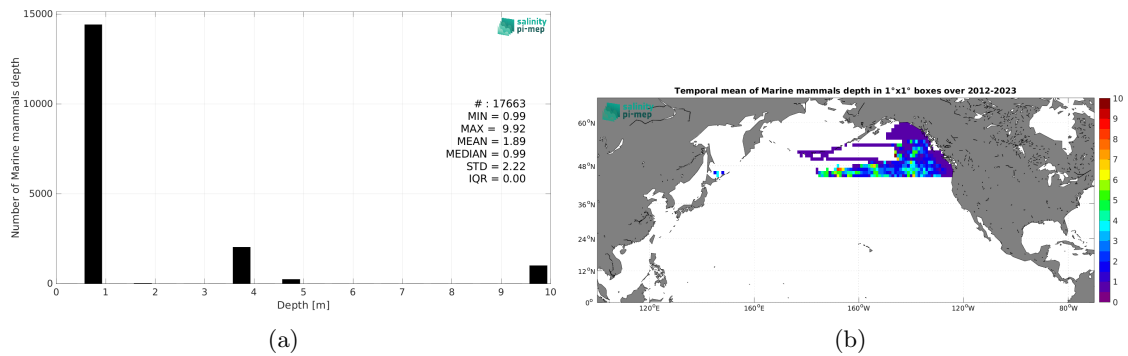 15000
10000
5000
0
Number of Marine mammals depth
salinity
pi-mep
# : 17663
MIN = 0.99
MAX = 9.92
MEAN = 1.89
MEDIAN = 0.99
STD = 2.22
IQR = 0.00
0 1 2 3 4 5 6 7 8 9 10
Depth [m]
(a)
Temporal mean of Marine mammals depth in 1°x1° boxes over 2012-2023
salinity
pi-mep
60°N
48°N
36°N
24°N
12°N
0°
120°E 160°E 160°W 120°W 80°W
10
9
8
7
6
5
4
3
2
1
0
(b)